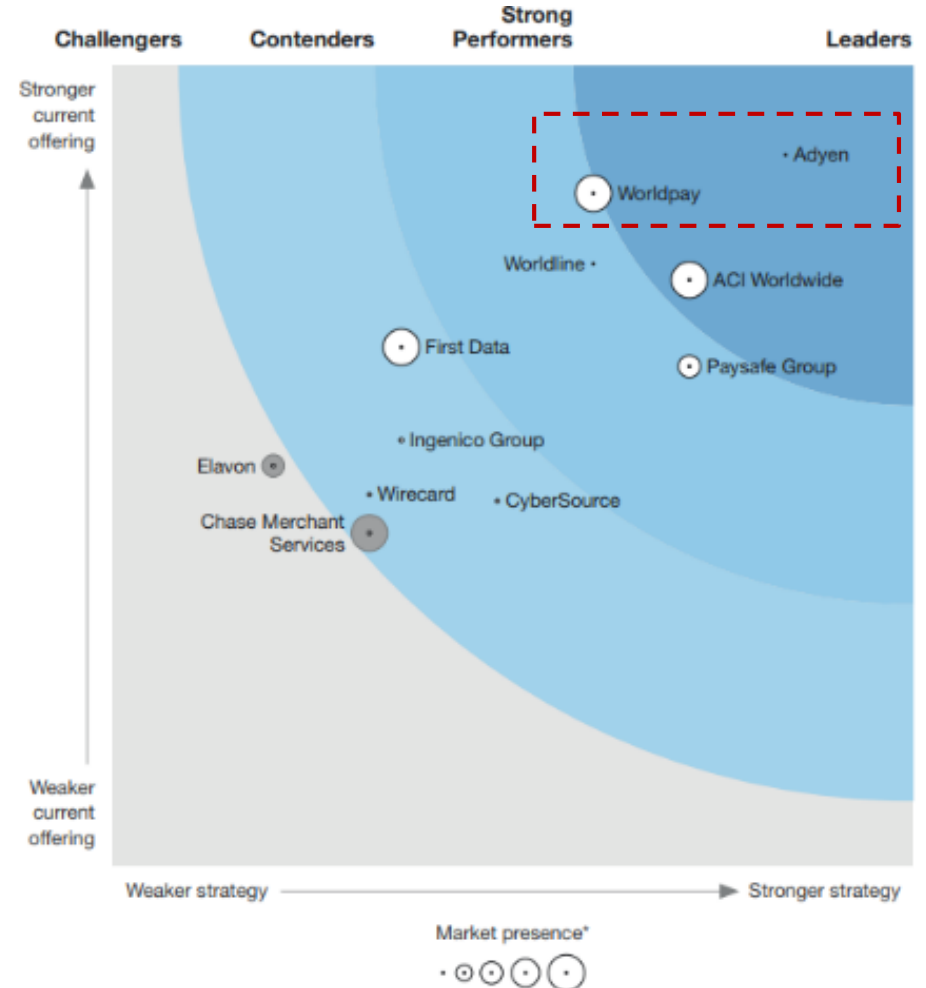 Challengers
Contenders
Strong
Performers
Leaders
Stronger
current
offering
Adyen
Worldpay
Worldline
ACI Worldwide
First Data
Paysafe Group
Ingenico Group
Elavon
Wirecard
CyberSource
Chase Merchant
Services
Weaker
current
offering
Weaker strategy
Stronger strategy
Market presence*